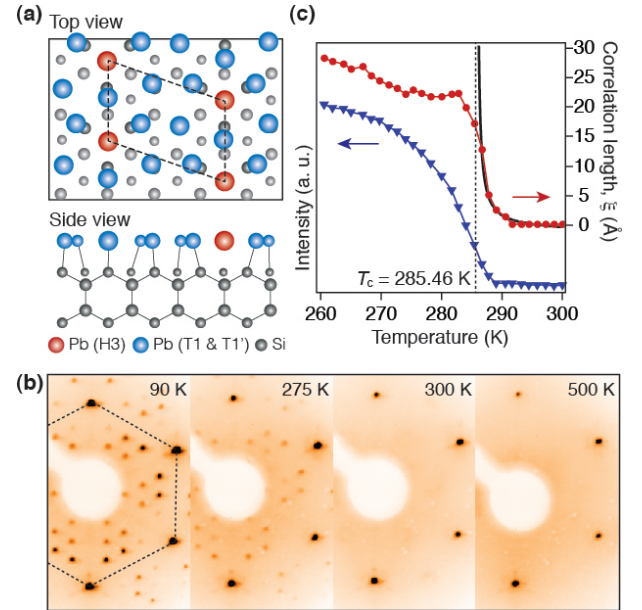 (a)
Top view
Side view
Pb (H3) Pb (T1 & T1') Si
(c)
Intensity (a. u.)
30
25
20
15
10
5
0
Correlation length, ξ (Å)
Tc = 285.46 K
260 270 280 290 300
Temperature (K)
(b)
90 K 275 K 300 K 500 K